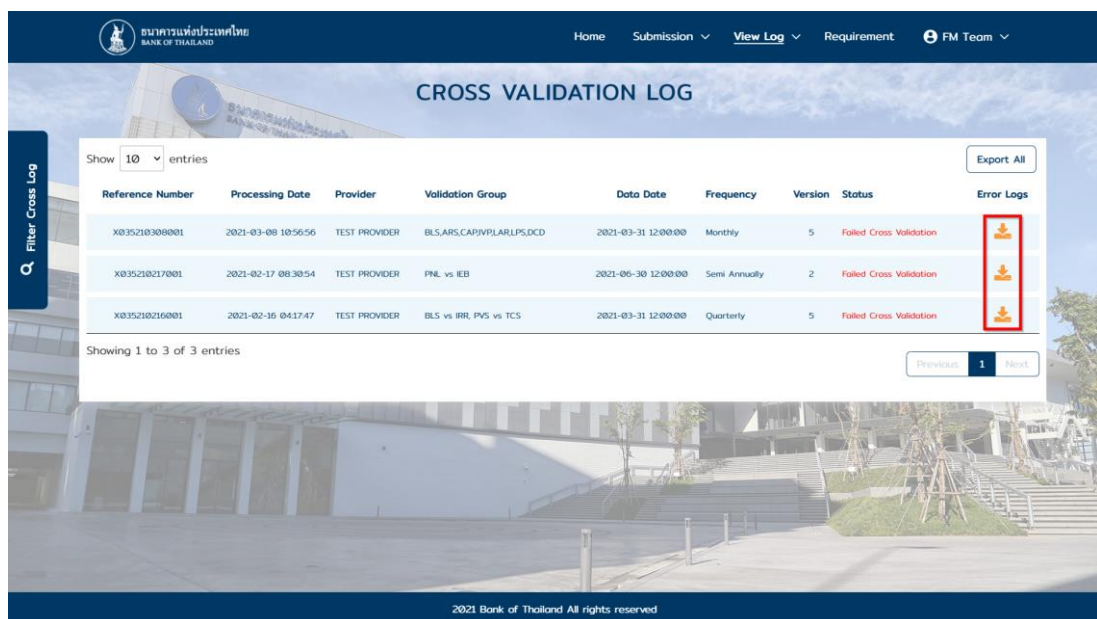 ธนาคารแห่งประเทศไทย
BANK OF THAILAND
Home Submission View Log Requirement FM Team
CROSS VALIDATION LOG
Filter Cross Log
Show 10 entries
Export All
Reference Number Processing Date Provider Validation Group Data Date Frequency Version Status Error Logs
X035210308001 2021-03-08 10:56:56 TEST PROVIDER BLS,ARS,CAP,IVP,LAR,LPS,DCD 2021-03-31 12:00:00 Monthly 5 Failed Cross Validation
X035210217001 2021-02-17 08:30:54 TEST PROVIDER PNL vs IEB 2021-06-30 12:00:00 Semi Annually 2 Failed Cross Validation
X035210216001 2021-02-16 04:17:47 TEST PROVIDER BLS vs IRR, PVS vs TCS 2021-03-31 12:00:00 Quarterly 5 Failed Cross Validation
Showing 1 to 3 of 3 entries
Previous 1 Next
2021 Bank of Thailand All rights reserved